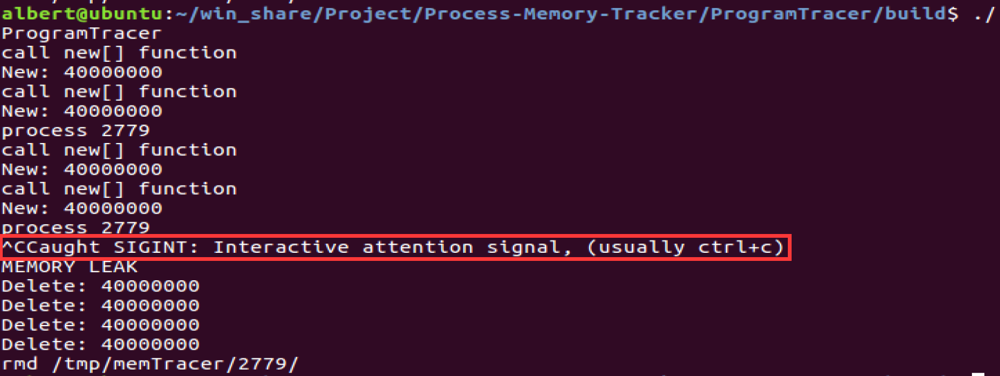 albert@ubuntu:~/win_share/Project/Process-Memory-Tracker/ProgramTracer/build$ ./
ProgramTracer
call new[] function
New: 40000000
call new[] function
New: 40000000
process 2779
call new[] function
New: 40000000
call new[] function
New: 40000000
process 2779
^CCaught SIGINT: Interactive attention signal, (usually ctrl+c)
MEMORY LEAK
Delete: 40000000
Delete: 40000000
Delete: 40000000
Delete: 40000000
rmd /tmp/memTracer/2779/